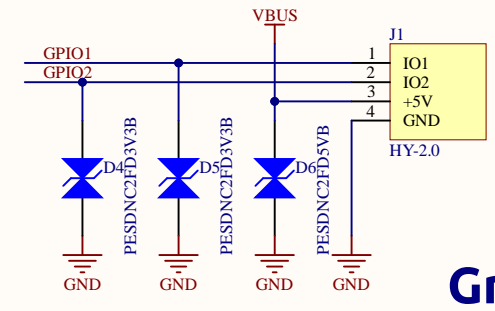 VBUS
J1
GPIO1
1 IO1
GPIO2
2 IO2
3 +5V
4 GND
HY-2.0
D4
PESDNC2FD3V3B
D5
PESDNC2FD3V3B
D6
PESDNC2FD5VB
GND
GND
GND
GND
Gr